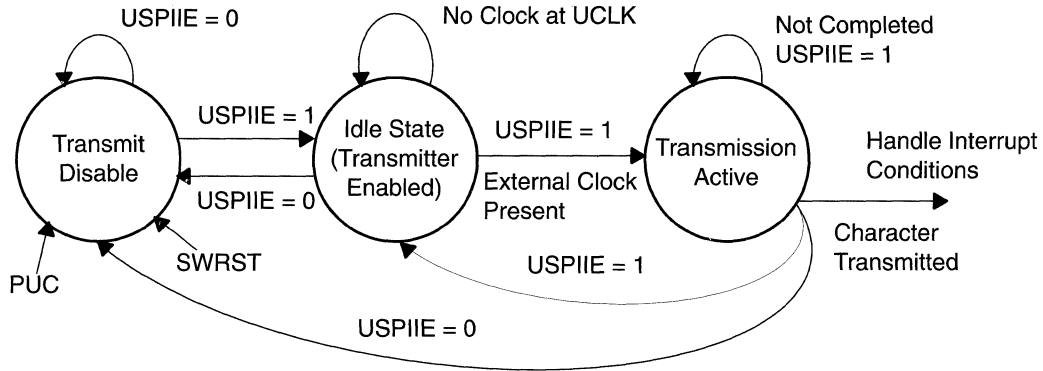 USPIIE = 0
No Clock at UCLK
Not Completed
USPIIE = 1
Transmit
Disable
USPIIE = 1
USPIIE = 0
Idle State
(Transmitter
Enabled)
USPIIE = 1
External Clock
Present
Transmission
Active
Handle Interrupt
Conditions
Character
Transmitted
PUC
SWRST
USPIIE = 1
USPIIE = 0